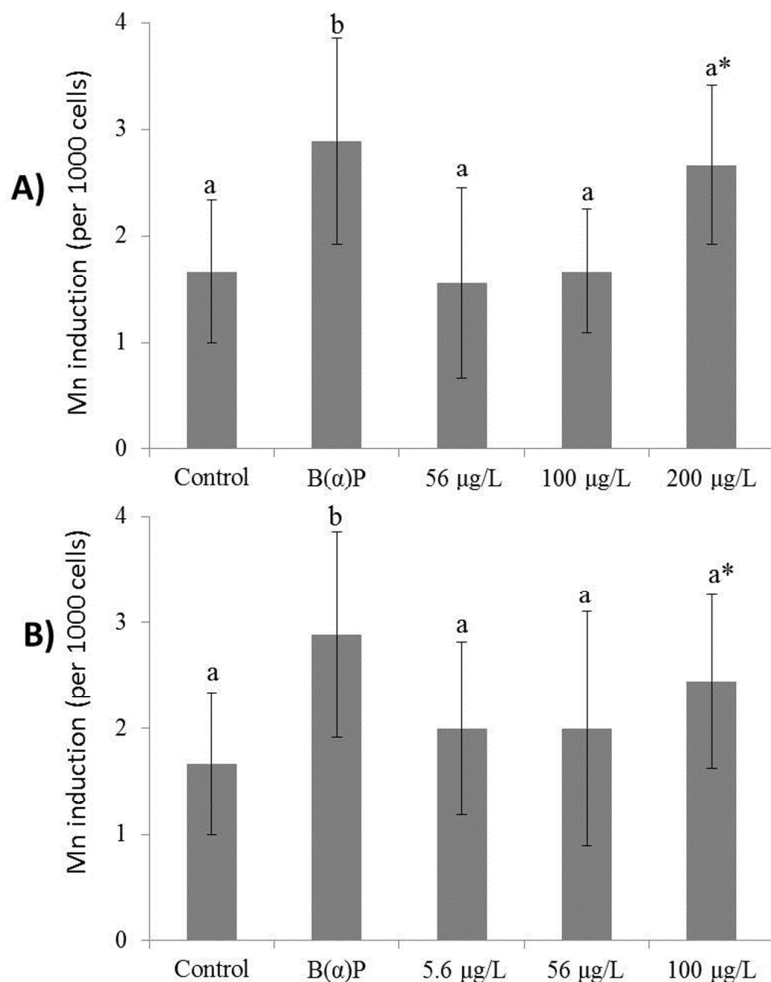 A)
Mn induction (per 1000 cells)
4
3
2
1
0
a
b
a
a
a*
Control
B(α)P
56 µg/L
100 µg/L
200 µg/L
B)
Mn induction (per 1000 cells)
4
3
2
1
0
a
b
a
a
a*
Control
B(α)P
5.6 µg/L
56 µg/L
100 µg/L